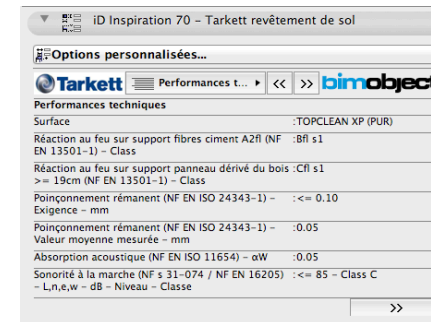 iD Inspiration 70 – Tarkett revêtement de sol
Options personnalisées...
Tarkett Performances t... << >> bimobjec
Performances techniques
Surface :TOPCLEAN XP (PUR)
Réaction au feu sur support fibres ciment A2fl (NF :Bfl s1
EN 13501-1) – Class
Réaction au feu sur support panneau dérivé du bois :Cfl s1
>= 19cm (NF EN 13501-1) – Class
Poinçonnement rémanent (NF EN ISO 24343-1) – :<= 0.10
Exigence – mm
Poinçonnement rémanent (NF EN ISO 24343-1) – :0.05
Valeur moyenne mesurée – mm
Absorption acoustique (NF EN ISO 11654) – αW :0.05
Sonorité à la marche (NF s 31-074 / NF EN 16205) :<= 85 – Class C
– L,n,e,w – dB – Niveau – Classe
>>